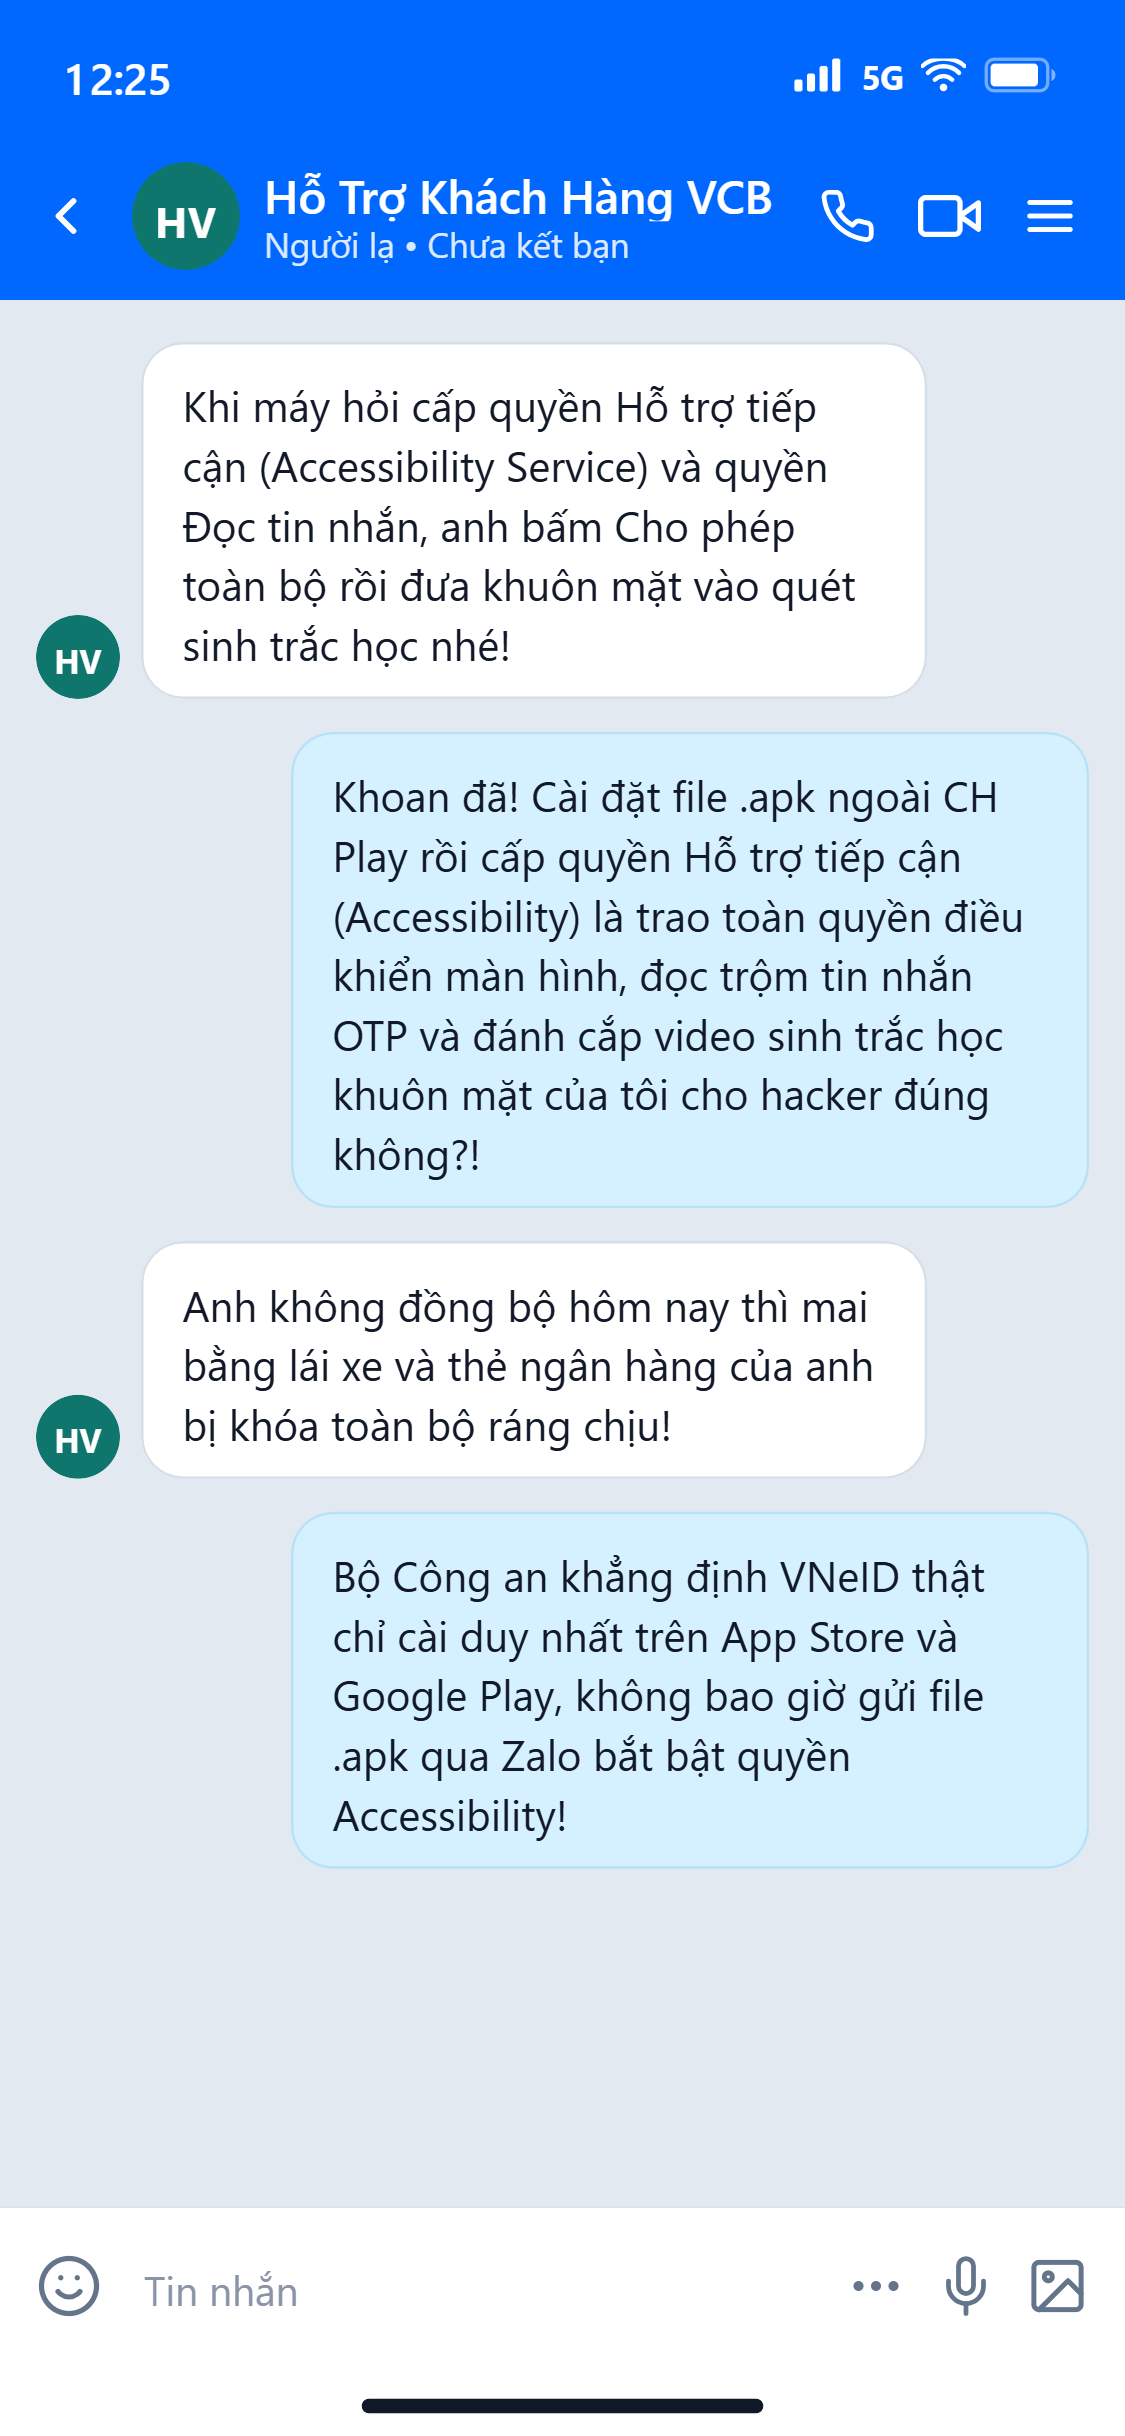 12:25
5G
HV
Hỗ Trợ Khách Hàng VCB
Người lạ • Chưa kết bạn
Khi máy hỏi cấp quyền Hỗ trợ tiếp
cận (Accessibility Service) và quyền
Đọc tin nhắn, anh bấm Cho phép
toàn bộ rồi đưa khuôn mặt vào quét
sinh trắc học nhé!
HV
Khoan đã! Cài đặt file .apk ngoài CH
Play rồi cấp quyền Hỗ trợ tiếp cận
(Accessibility) là trao toàn quyền điều
khiển màn hình, đọc trộm tin nhắn
OTP và đánh cắp video sinh trắc học
khuôn mặt của tôi cho hacker đúng
không?!
Anh không đồng bộ hôm nay thì mai
bằng lái xe và thẻ ngân hàng của anh
bị khóa toàn bộ ráng chịu!
HV
Bộ Công an khẳng định VNeID thật
chỉ cài duy nhất trên App Store và
Google Play, không bao giờ gửi file
.apk qua Zalo bắt bật quyền
Accessibility!
Tin nhắn